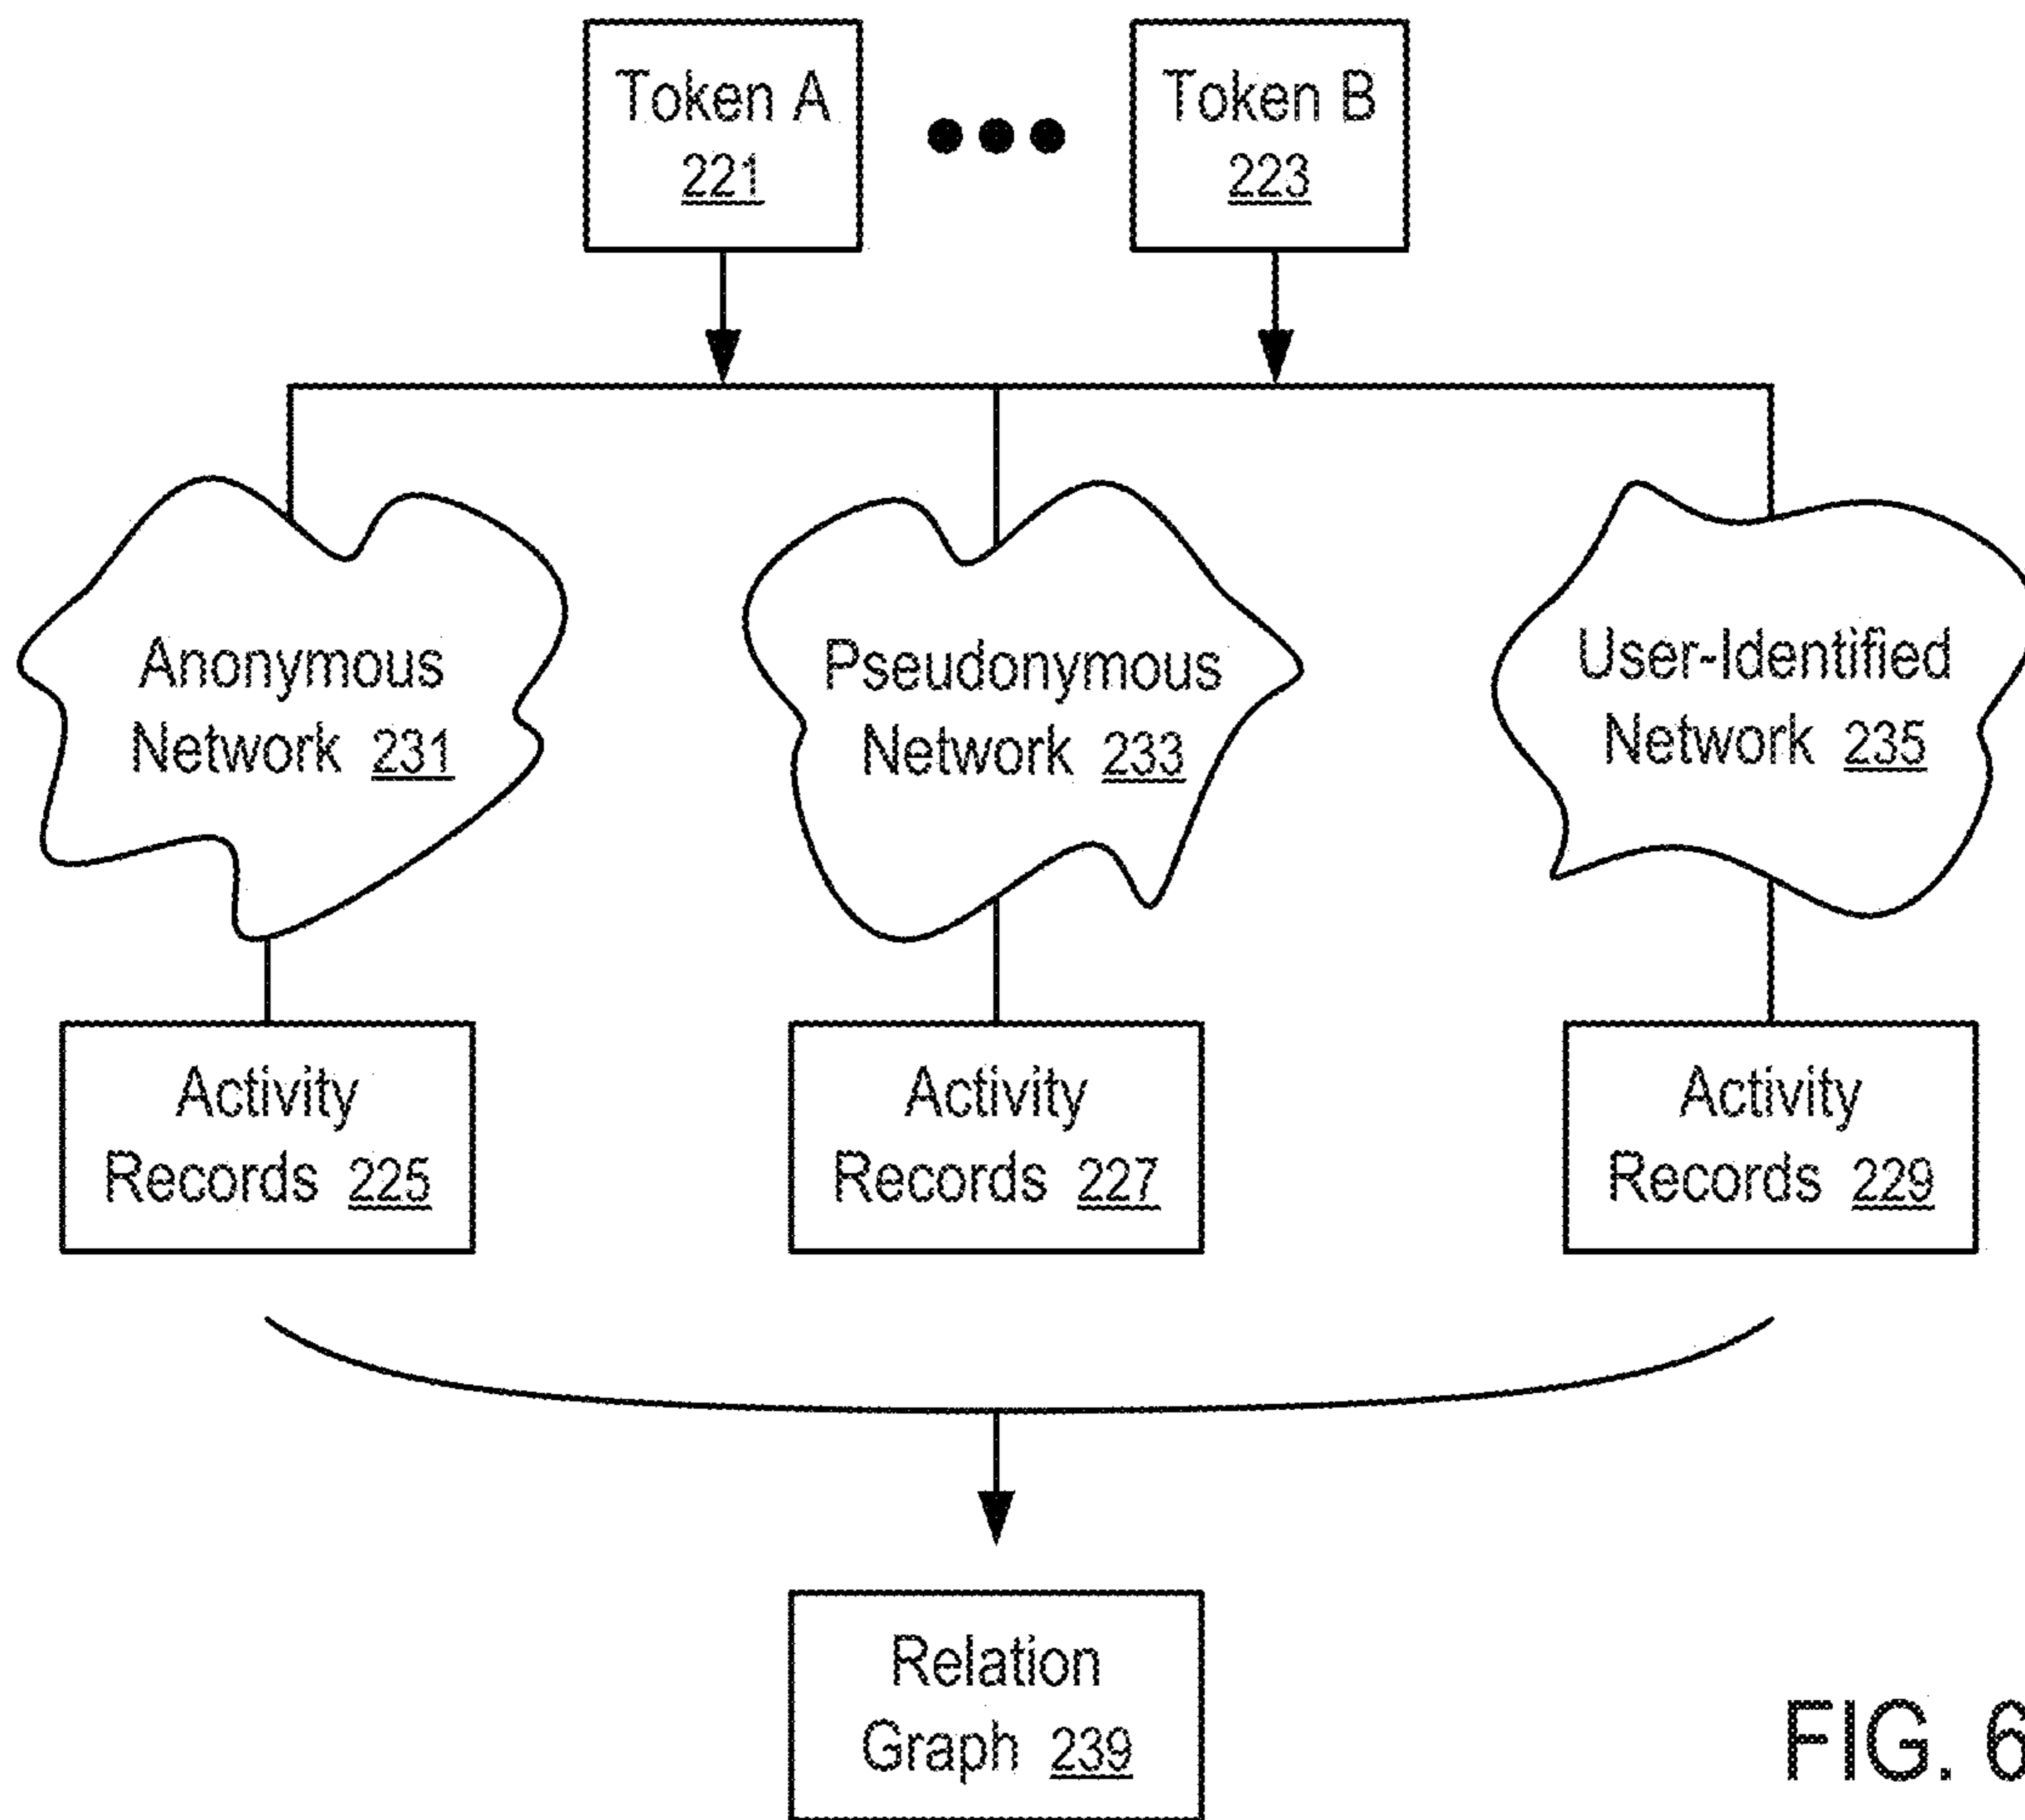 Token A
221
Token B
223
Anonymous
Network 231
Pseudonymous
Network 233
User-Identified
Network 235
Activity
Records 225
Activity
Records 227
Activity
Records 229
Relation
Graph 239
FIG. 6